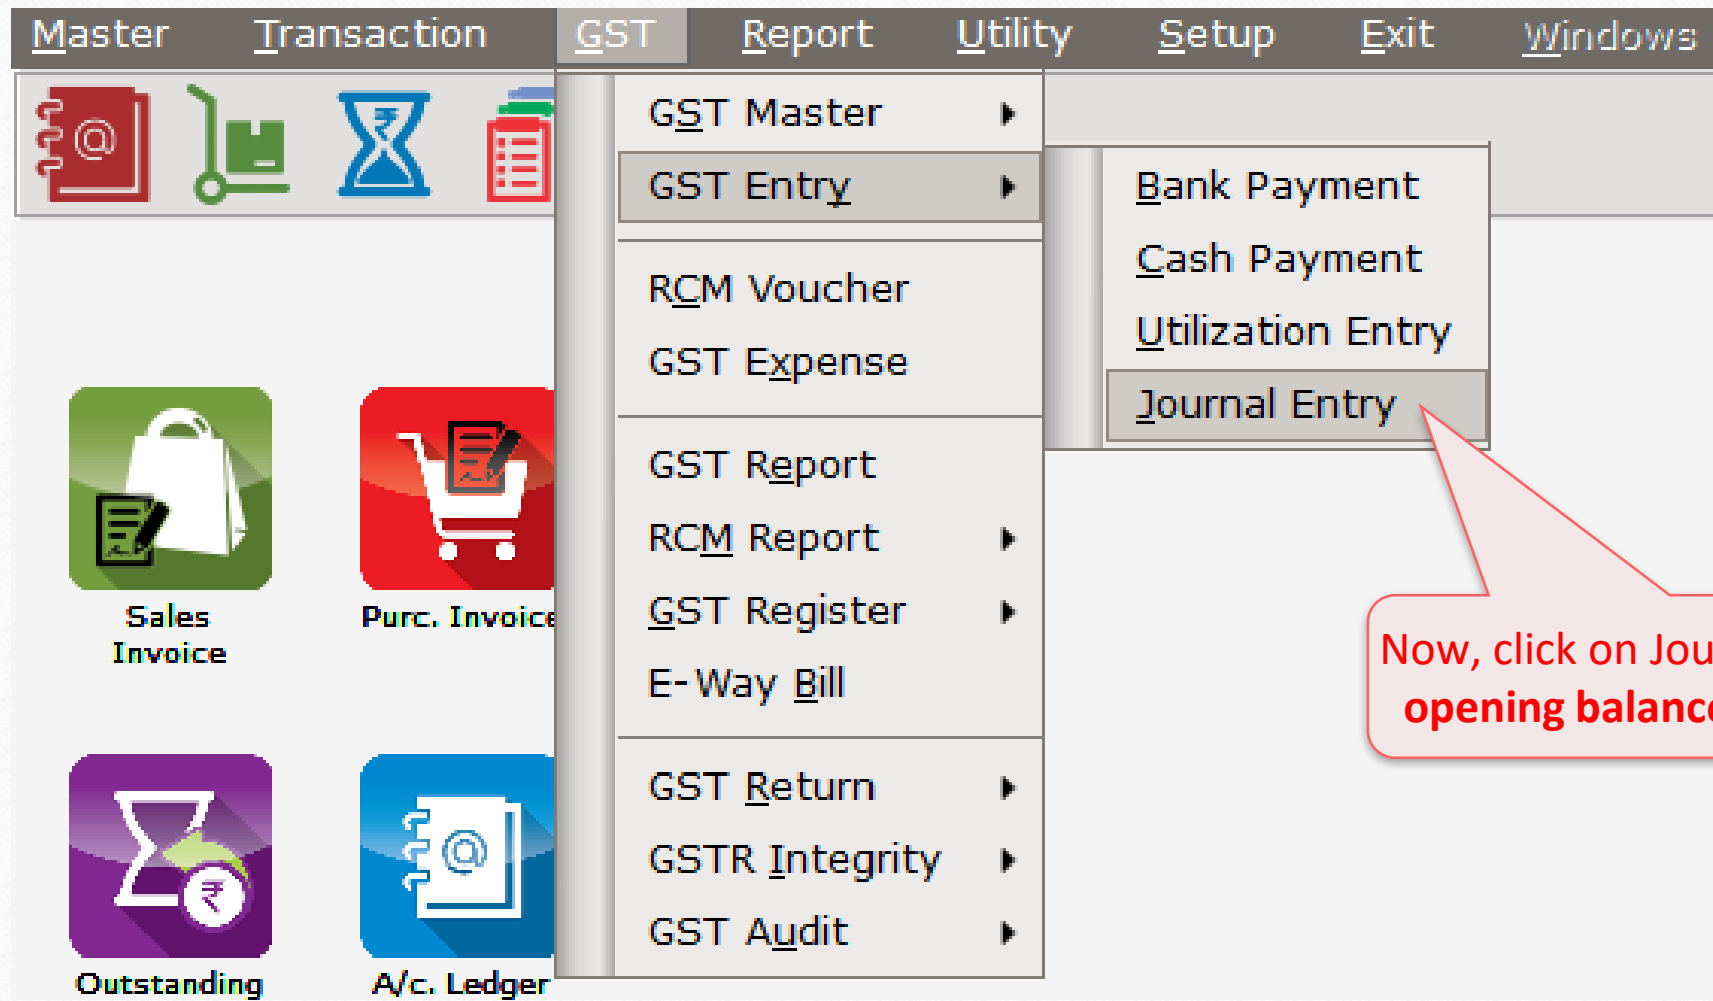 Master Transaction GST Report Utility Setup Exit Windows
GST Master
GST Entry
RCM Voucher
GST Expense
GST Report
RCM Report
GST Register
E-Way Bill
GST Return
GSTR Integrity
GST Audit
Bank Payment
Cash Payment
Utilization Entry
Journal Entry
Sales
Invoice
Purc. Invoice
Outstanding
A/c. Ledger
Now, click on Jou
opening balance